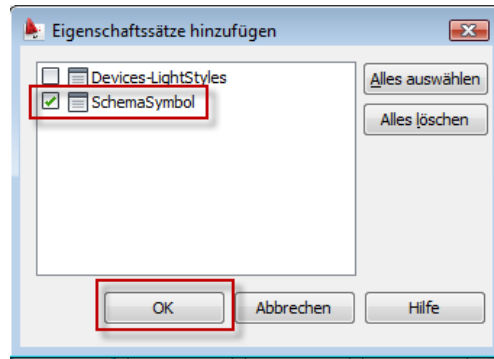 Eigenschaftssätze hinzufügen
Devices-LightStyles
SchemaSymbol
Alles auswählen
Alles löschen
OK
Abbrechen
Hilfe